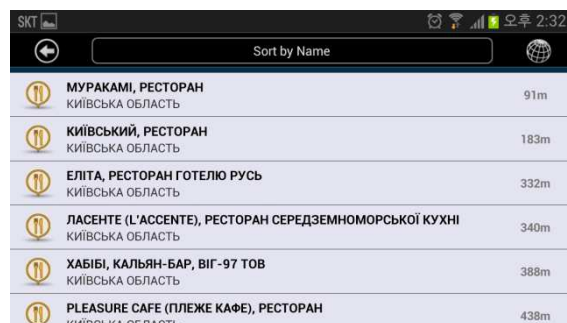 SKT 오후 2:32
Sort by Name
МУРАКАМІ, РЕСТОРАН
КИЇВСЬКА ОБЛАСТЬ
91m
КИЇВСЬКИЙ, РЕСТОРАН
КИЇВСЬКА ОБЛАСТЬ
183m
ЕЛІТА, РЕСТОРАН ГОТЕЛЮ РУСЬ
КИЇВСЬКА ОБЛАСТЬ
332m
ЛАСЕНТЕ (L'ACCENTE), РЕСТОРАН СЕРЕДЗЕМНОМОРСЬКОЇ КУХНІ
КИЇВСЬКА ОБЛАСТЬ
340m
ХАБІБІ, КАЛЬЯН-БАР, ВІГ-97 ТОВ
КИЇВСЬКА ОБЛАСТЬ
388m
PLEASURE CAFE (ПЛЕЖЕ КАФЕ), РЕСТОРАН
КИЇВСЬКА ОБЛАСТЬ
438m